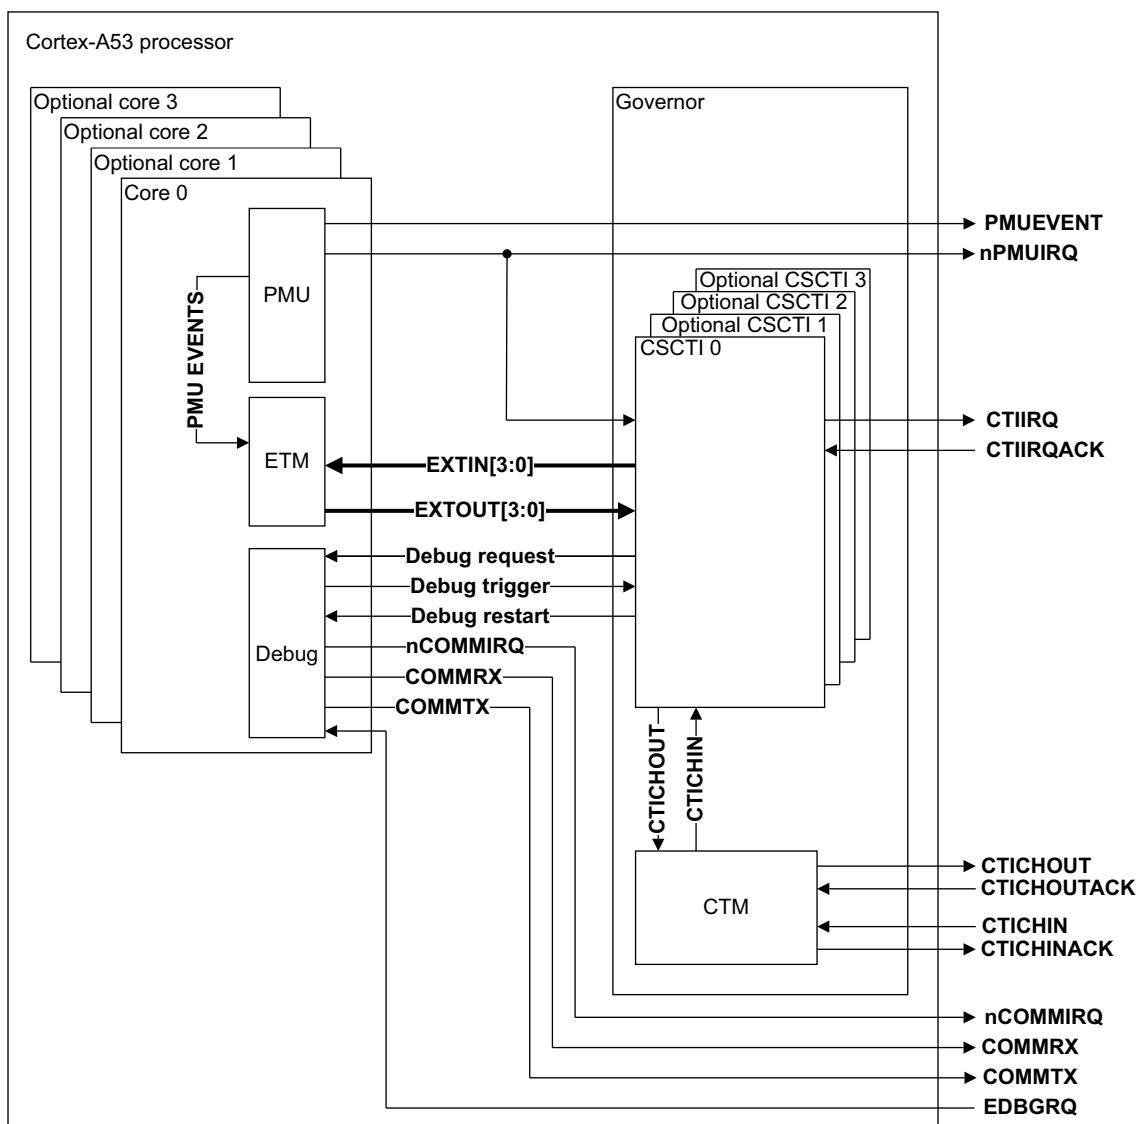 Cortex-A53 processor
Optional core 3
Optional core 2
Optional core 1
Core 0
Governor
PMUEVENT
nPMUIRQ
PMU
PMU EVENTS
Optional CSCTI 3
Optional CSCTI 2
Optional CSCTI 1
CSCTI 0
CTIIRQ
CTIIRQACK
ETM
EXTIN[3:0]
EXTOUT[3:0]
Debug request
Debug trigger
Debug restart
nCOMMIRQ
Debug
COMMRX
COMMTX
CTICHOUT
CTICHIN
CTM
CTICHOUT
CTICHOUTACK
CTICHIN
CTICHINACK
nCOMMIRQ
COMMRX
COMMTX
EDBGRQ